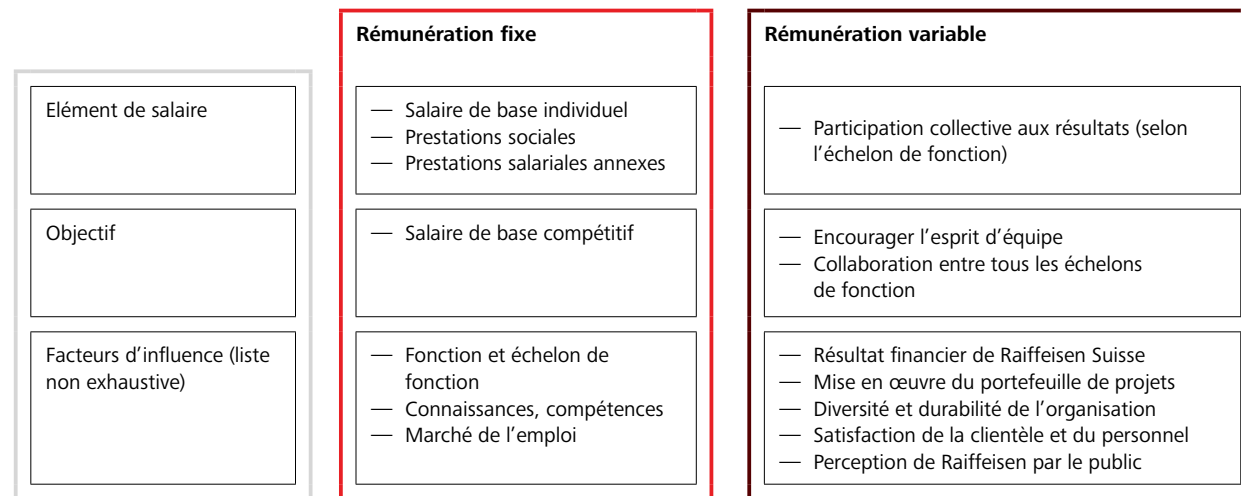 Rémunération fixe
Rémunération variable
Elément de salaire
— Salaire de base individuel
— Prestations sociales
— Prestations salariales annexes
— Participation collective aux résultats (selon
l’échelon de fonction)
Objectif
— Salaire de base compétitif
— Encourager l’esprit d’équipe
— Collaboration entre tous les échelons
de fonction
Facteurs d’influence (liste
non exhaustive)
— Fonction et échelon de
fonction
— Connaissances, compétences
— Marché de l’emploi
— Résultat financier de Raiffeisen Suisse
— Mise en œuvre du portefeuille de projets
— Diversité et durabilité de l’organisation
— Satisfaction de la clientèle et du personnel
— Perception de Raiffeisen par le public